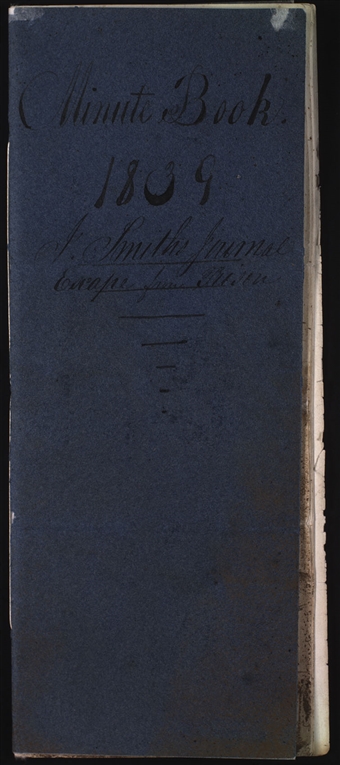 Minute Book.
1839
J. Smith's Journal
Escape from Prison